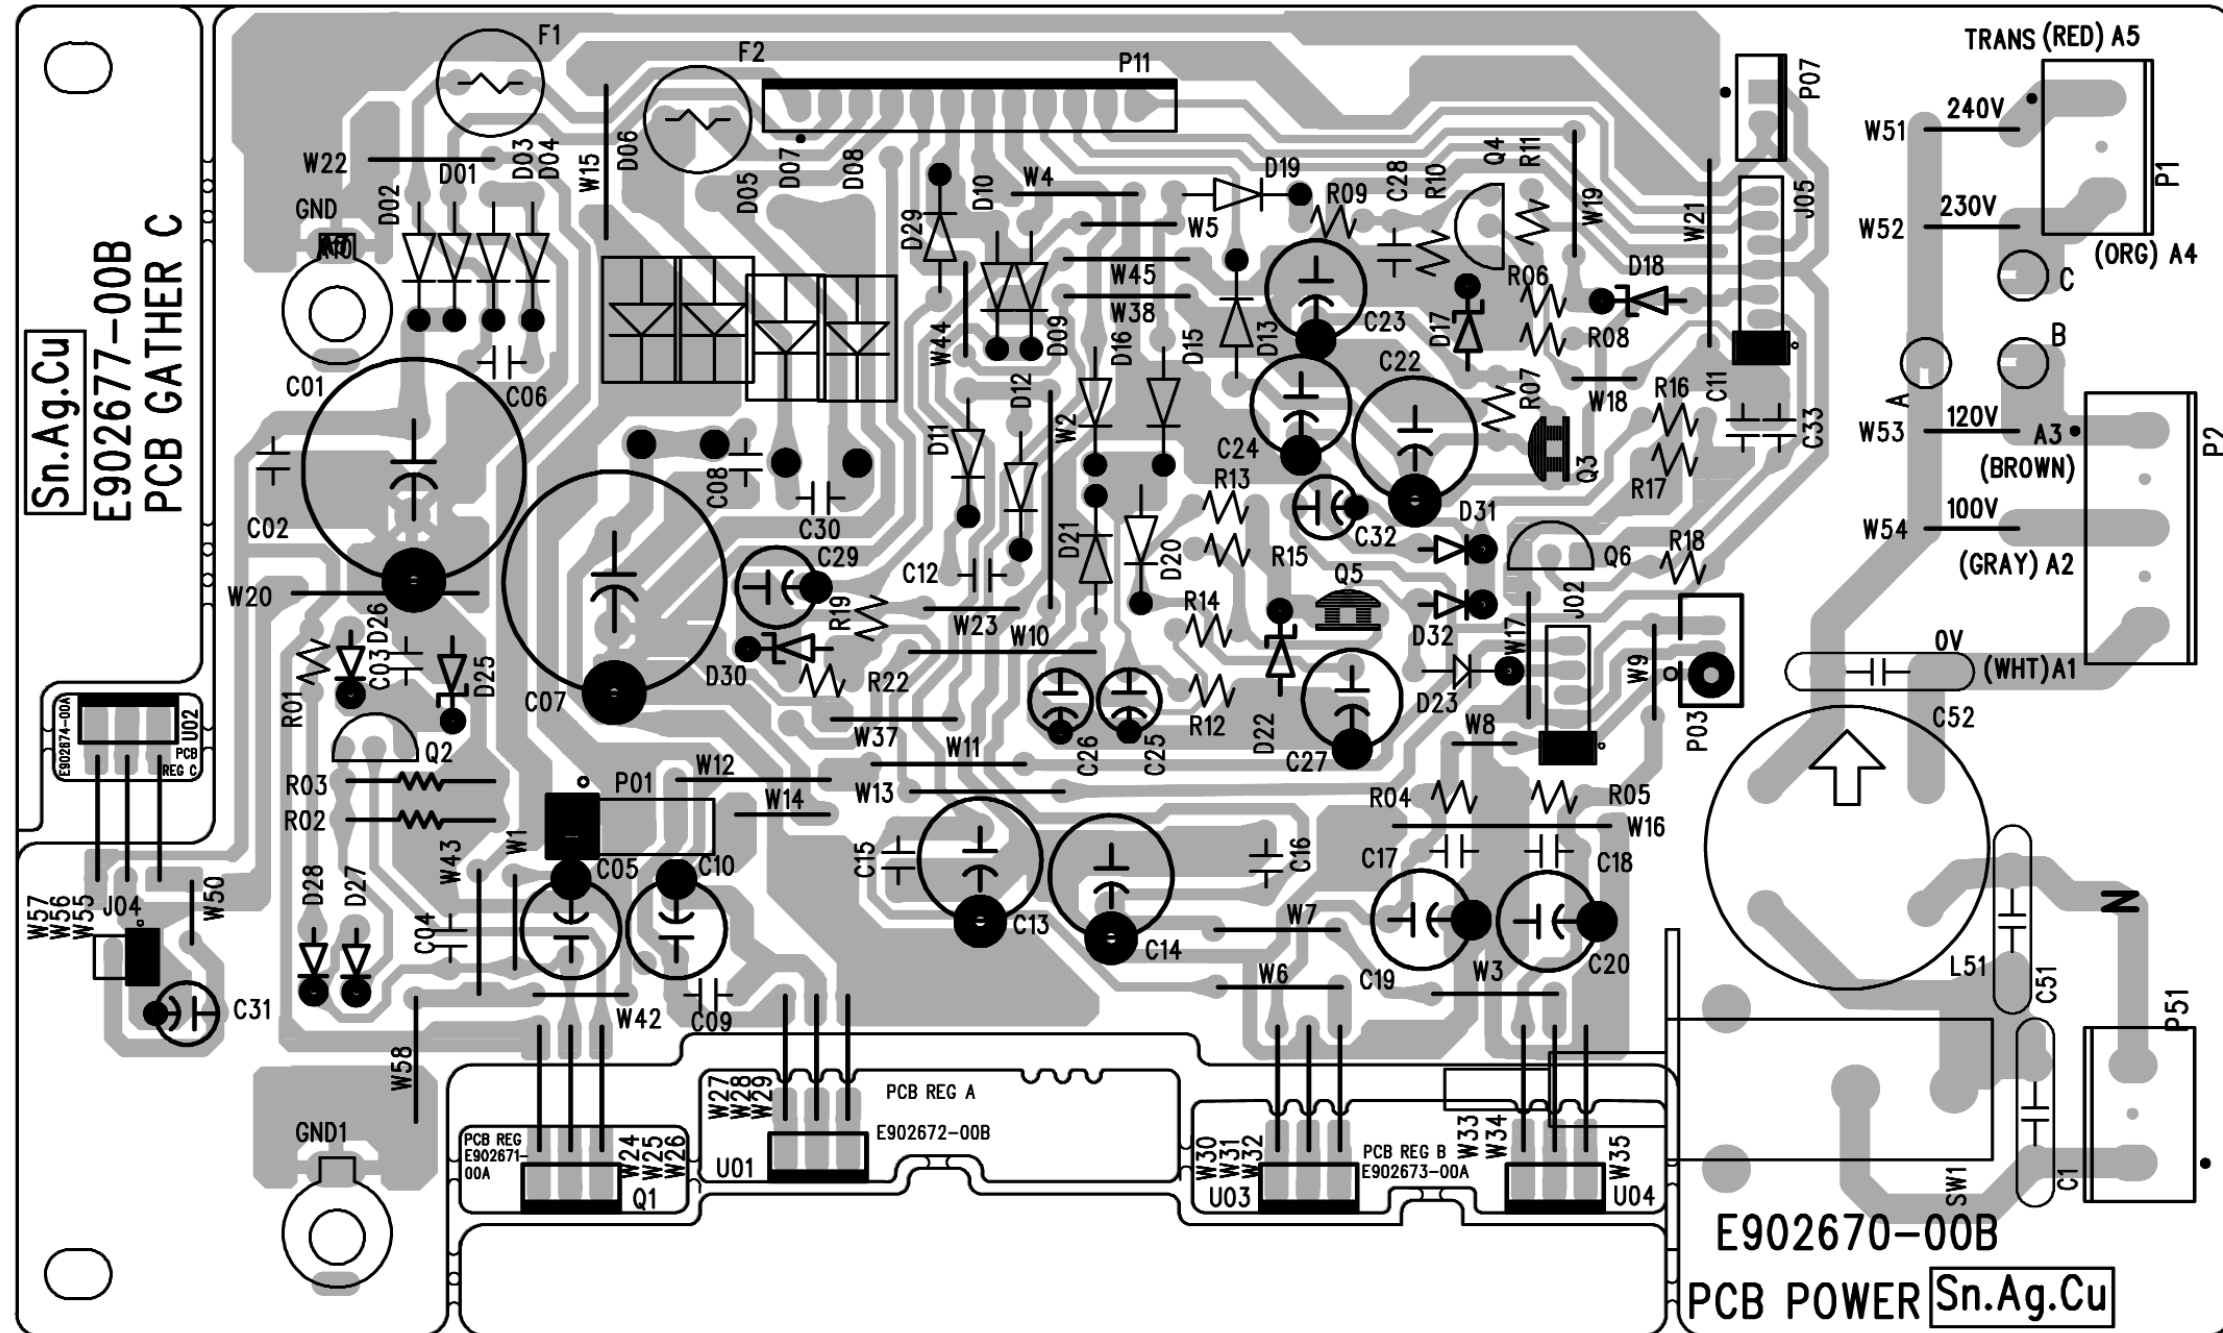 TRANS (RED) A5
F1
F2
P11
P07
240V
W51
P1
W22
D01
D02
D03
D04
W15
D06
D05
D07
D08
D10
W4
D19
R09
C28
R10
Q4
R11
W19
W21
J05
230V
W52
(ORG) A4
GND
D29
W5
W45
W38
R06
D18
C
W44
D09
D16
D15
D13
C23
D17
R08
B
C01
C06
D12
C22
R07
W18
R16
C11
C33
A
Sn.Ag.Cu
E902677-00B
PCB GATHER C
D11
W2
C24
Q3
R17
W53
120V
A3
(BROWN)
P2
C08
C30
R13
C32
D31
C02
C29
C12
D21
D20
R15
Q6
R18
W54
100V
(GRAY) A2
W20
R19
W23
W10
R14
Q5
D32
J02
W17
D26
C03
D25
R01
D30
R22
W9
0V
(WHT) A1
C07
W37
R12
D22
C27
D23
W8
P03
C52
E902674-00A
U02
PCB
REG C
Q2
W11
C26
C25
R03
P01
W12
W13
W14
R04
R05
R02
W16
W43
W1
C05
C10
C15
C16
C17
C18
D28
D27
W57
W56
W55
J04
W50
C04
C13
C14
W7
N
C31
W42
C09
W6
C19
W3
C20
L51
C51
P51
W58
PCB REG A
E902672-00B
W27
W28
W29
U01
GND1
PCB REG
E902671-
00A
W24
W25
W26
Q1
W30
W31
W32
U03
PCB REG B
E902673-00A
W33
W34
W35
U04
SW1
C1
E902670-00B
PCB POWER
Sn.Ag.Cu